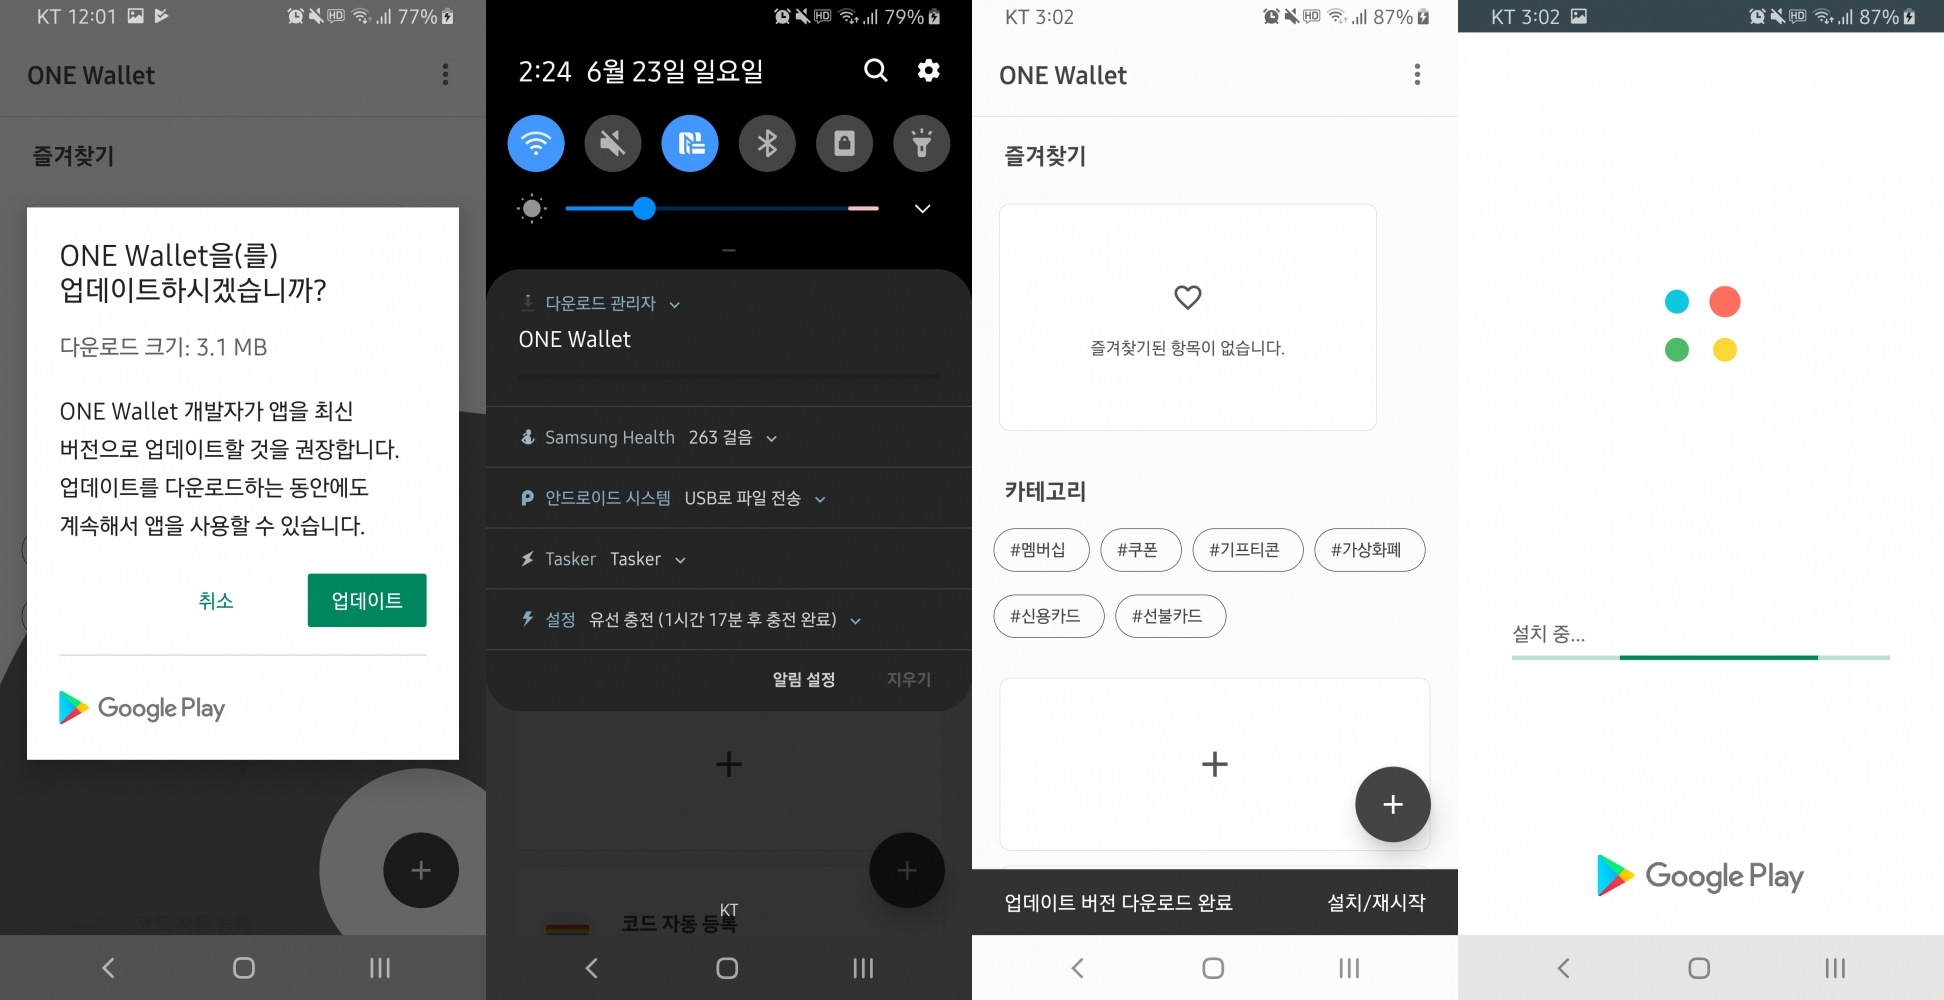 KT 12:01
HD
77%
ONE Wallet
즐겨찾기
ONE Wallet을(를)
업데이트하시겠습니까?
다운로드 크기: 3.1 MB
ONE Wallet 개발자가 앱을 최신
버전으로 업데이트할 것을 권장합니다.
업데이트를 다운로드하는 동안에도
계속해서 앱을 사용할 수 있습니다.
취소
업데이트
Google Play
코드 자동 등록
HD
79%
2:24 6월 23일 일요일
다운로드 관리자
ONE Wallet
Samsung Health 263 걸음
안드로이드 시스템 USB로 파일 전송
Tasker Tasker
설정 유선 충전 (1시간 17분 후 충전 완료)
알림 설정
지우기
KT
코드 자동 등록
KT 3:02
HD
87%
ONE Wallet
즐겨찾기
즐겨찾기된 항목이 없습니다.
카테고리
#멤버십
#쿠폰
#기프티콘
#가상화폐
#신용카드
#선불카드
업데이트 버전 다운로드 완료
설치/재시작
KT 3:02
HD
87%
설치 중...
Google Play